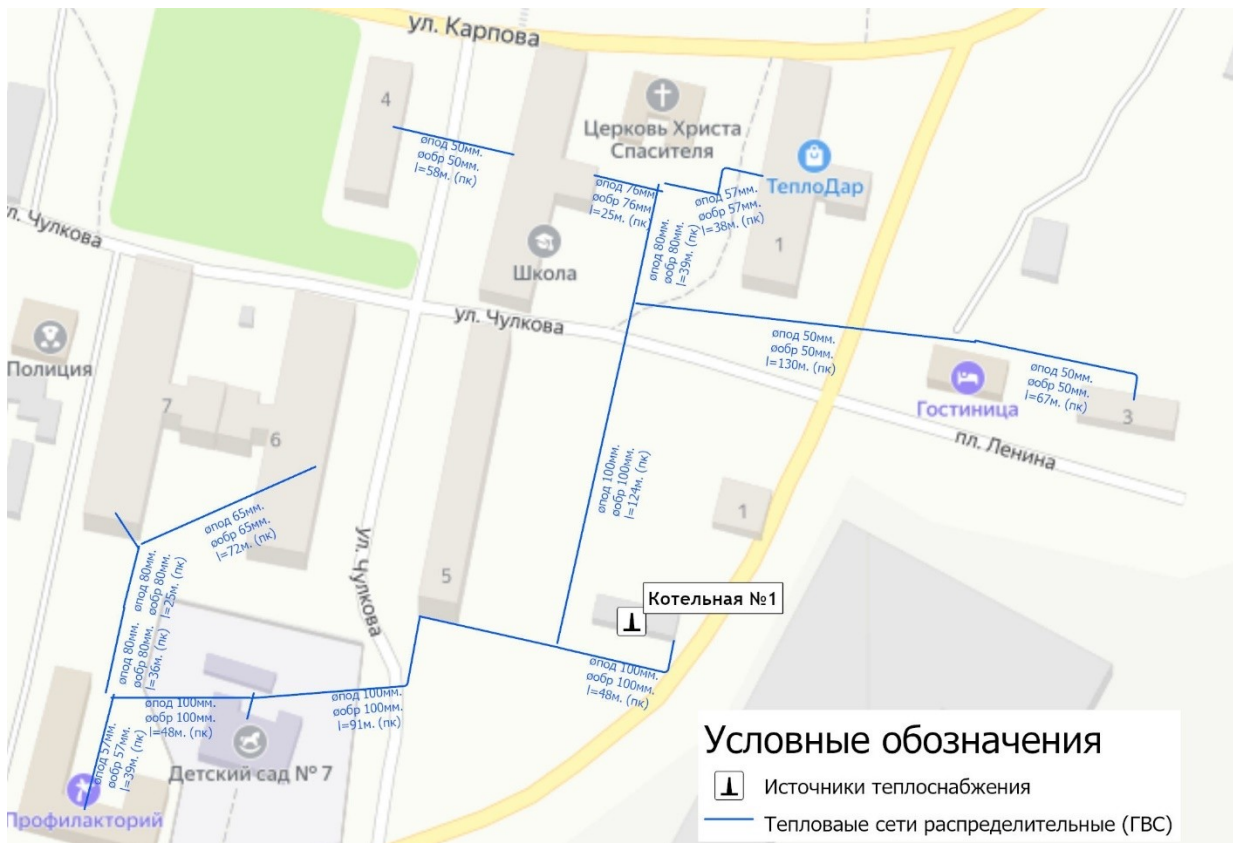 ул. Карпова
4
Церковь Христа
Спасителя
ТеплоДар
1
Школа
ул. Чулкова
ул. Чулкова
Полиция
7
6
5
ул. Чулкова
Гостиница
3
пл. Ленина
1
Котельная №1
Детский сад № 7
Профилакторий
øпод 50мм.
øобр 50мм.
l=58м. (пк)
øпод 76мм
øобр 76мм
l=25м. (пк)
øпод 57мм.
øобр 57мм.
l=38м. (пк)
øпод 80мм.
øобр 80мм.
l=39м. (пк)
øпод 50мм.
øобр 50мм.
l=130м. (пк)
øпод 50мм.
øобр 50мм.
l=67м. (пк)
øпод 100мм.
øобр 100мм.
l=124м. (пк)
øпод 65мм.
øобр 65мм.
l=72м. (пк)
øпод 80мм.
øобр 80мм.
l=25м. (пк)
øпод 80мм.
øобр 80мм.
l=36м. (пк)
øпод 100мм.
øобр 100мм.
l=48м. (пк)
øпод 100мм.
øобр 100мм.
l=91м. (пк)
øпод 100мм.
øобр 100мм.
l=48м. (пк)
øпод 57мм.
øобр 57мм.
l=39м. (пк)
Условные обозначения
Источники теплоснабжения
Тепловаые сети распределительные (ГВС)